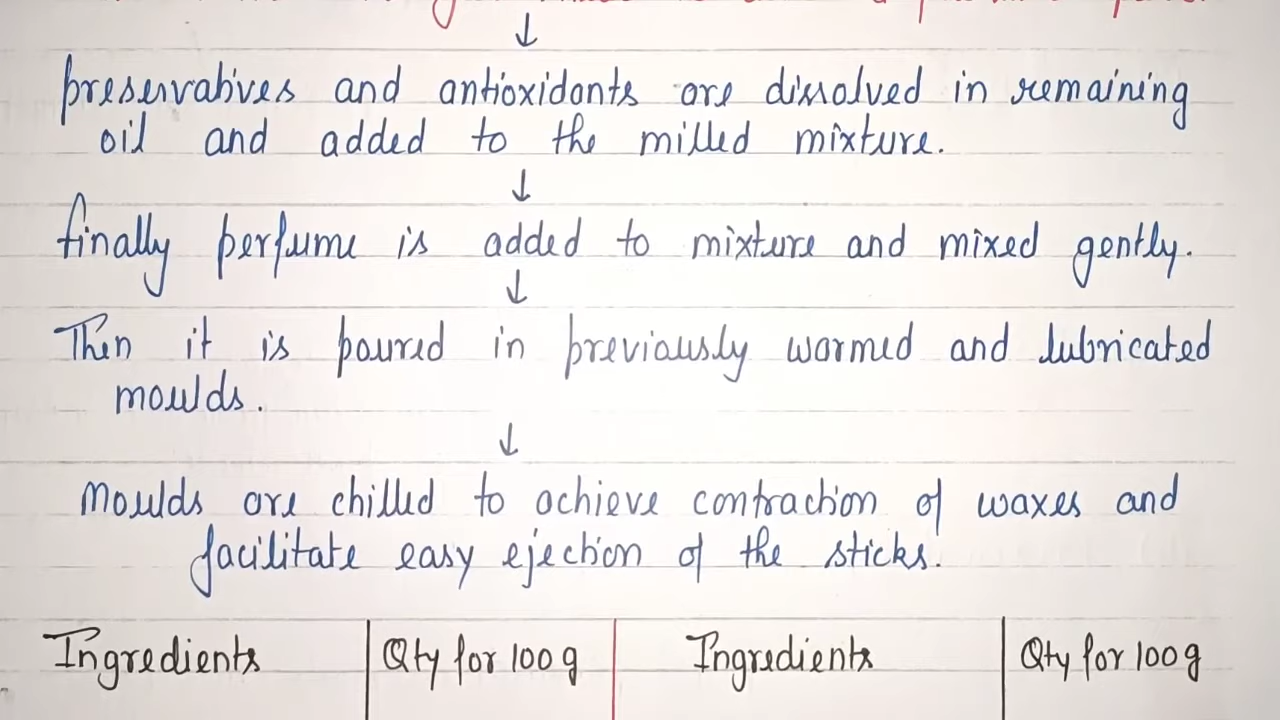 ↓
preservatives and antioxidants are dissolved in remaining
oil and added to the milled mixture.
↓
finally perfume is added to mixture and mixed gently.
↓
Then it is poured in previously warmed and lubricated
moulds.
↓
Moulds are chilled to achieve contraction of waxes and
facilitate easy ejection of the sticks.
Ingredients Qty for 100g Ingredients Qty for 100g